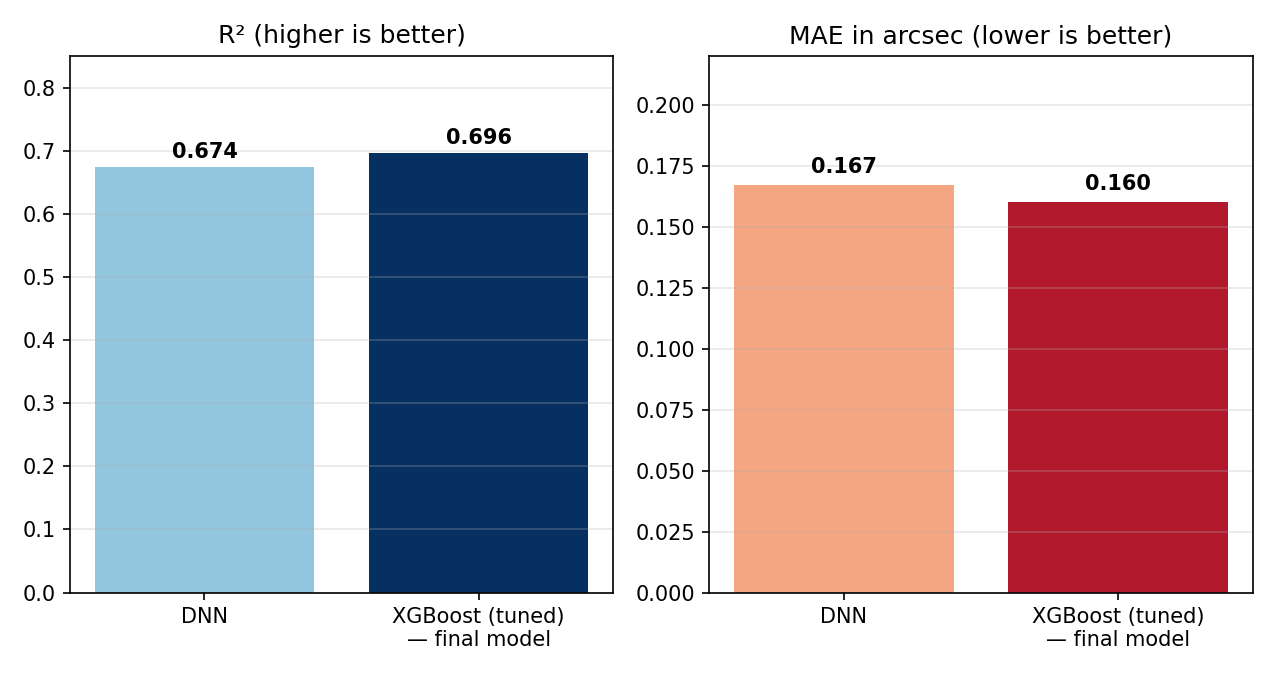 R² (higher is better)
0.8
0.7
0.6
0.5
0.4
0.3
0.2
0.1
0.0
0.674
0.696
DNN
XGBoost (tuned)
— final model
MAE in arcsec (lower is better)
0.200
0.175
0.150
0.125
0.100
0.075
0.050
0.025
0.000
0.167
0.160
DNN
XGBoost (tuned)
— final model